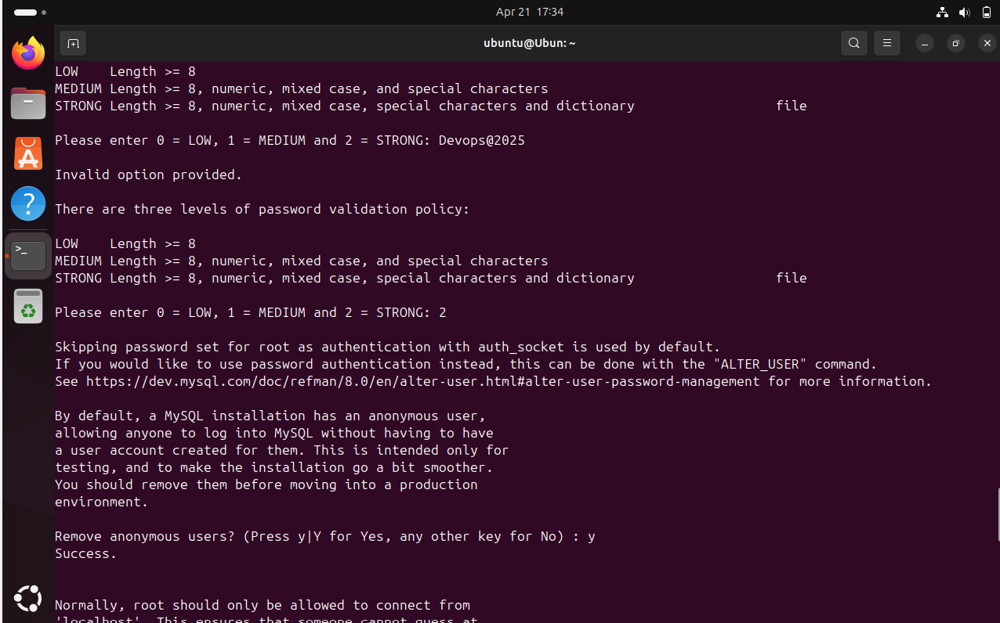 Apr 21 17:34
ubuntu@Ubun: ~
LOW    Length >= 8
MEDIUM Length >= 8, numeric, mixed case, and special characters
STRONG Length >= 8, numeric, mixed case, special characters and dictionary                  file
Please enter 0 = LOW, 1 = MEDIUM and 2 = STRONG: Devops@2025
Invalid option provided.
There are three levels of password validation policy:
LOW    Length >= 8
MEDIUM Length >= 8, numeric, mixed case, and special characters
STRONG Length >= 8, numeric, mixed case, special characters and dictionary                  file
Please enter 0 = LOW, 1 = MEDIUM and 2 = STRONG: 2
Skipping password set for root as authentication with auth_socket is used by default.
If you would like to use password authentication instead, this can be done with the "ALTER_USER" command.
See https://dev.mysql.com/doc/refman/8.0/en/alter-user.html#alter-user-password-management for more information.
By default, a MySQL installation has an anonymous user,
allowing anyone to log into MySQL without having to have
a user account created for them. This is intended only for
testing, and to make the installation go a bit smoother.
You should remove them before moving into a production
environment.
Remove anonymous users? (Press y|Y for Yes, any other key for No) : y
Success.
Normally, root should only be allowed to connect from
'localhost'. This ensures that someone cannot guess at